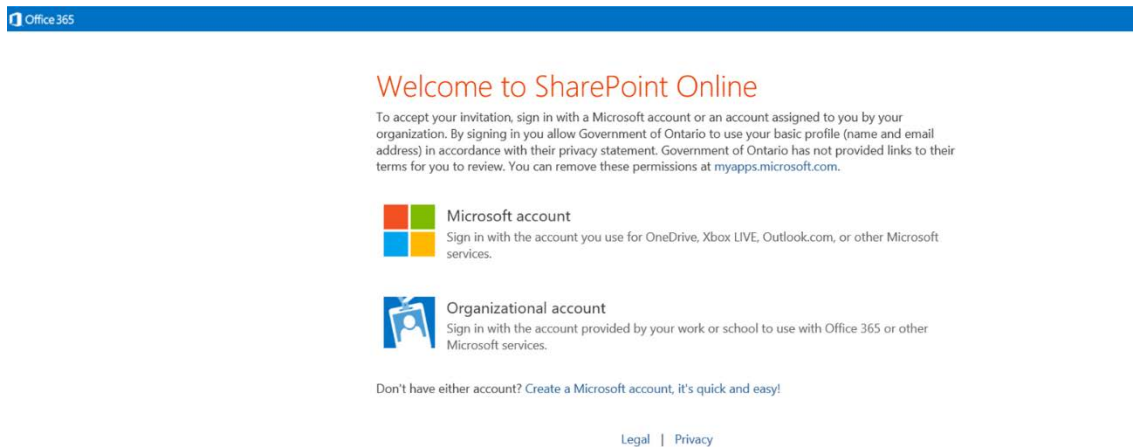 Office 365
Welcome to SharePoint Online
To accept your invitation, sign in with a Microsoft account or an account assigned to you by your
organization. By signing in you allow Government of Ontario to use your basic profile (name and email
address) in accordance with their privacy statement. Government of Ontario has not provided links to their
terms for you to review. You can remove these permissions at myapps.microsoft.com.
Microsoft account
Sign in with the account you use for OneDrive, Xbox LIVE, Outlook.com, or other Microsoft
services.
Organizational account
Sign in with the account provided by your work or school to use with Office 365 or other
Microsoft services.
Don't have either account? Create a Microsoft account, it's quick and easy!
Legal | Privacy